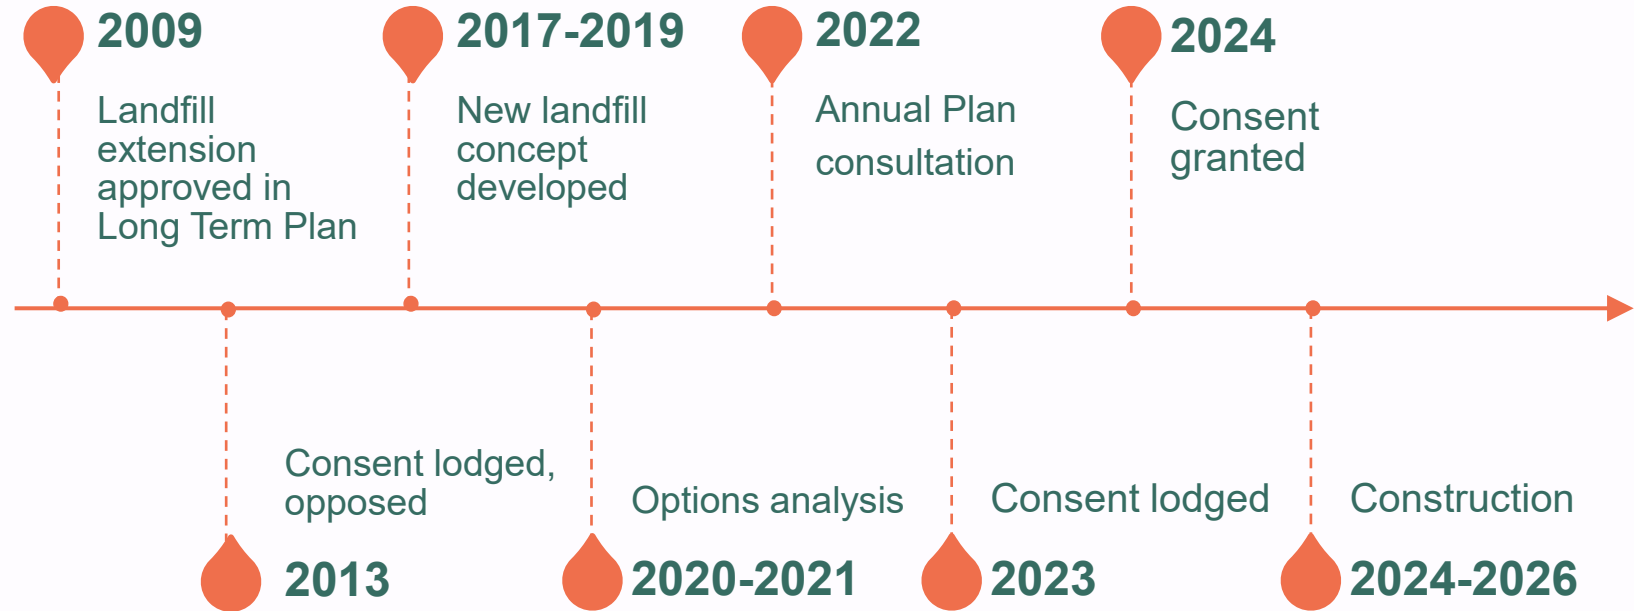 2009
Landfill
extension
approved in
Long Term Plan
2017-2019
New landfill
concept
developed
2022
Annual Plan
consultation
2024
Consent
granted
Consent lodged,
opposed
2013
Options analysis
2020-2021
Consent lodged
2023
Construction
2024-2026